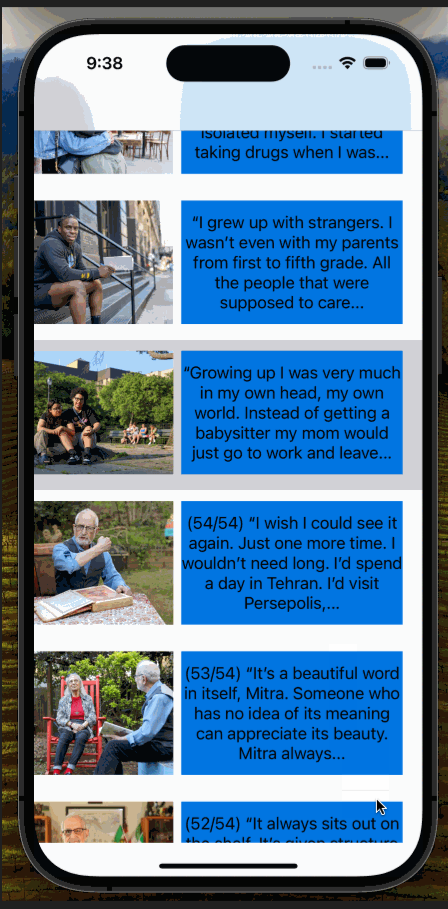 9:38
isolated myself. I started
taking drugs when I was...
“I grew up with strangers. I
wasn’t even with my parents
from first to fifth grade. All
the people that were
supposed to care...
“Growing up I was very much
in my own head, my own
world. Instead of getting a
babysitter my mom would
just go to work and leave...
(54/54) “I wish I could see it
again. Just one more time. I
wouldn’t need long. I’d spend
a day in Tehran. I’d visit
Persepolis,...
(53/54) “It’s a beautiful word
in itself, Mitra. Someone who
has no idea of its meaning
can appreciate its beauty.
Mitra always...
(52/54) “It always sits out on
the shelf. It’s given structure